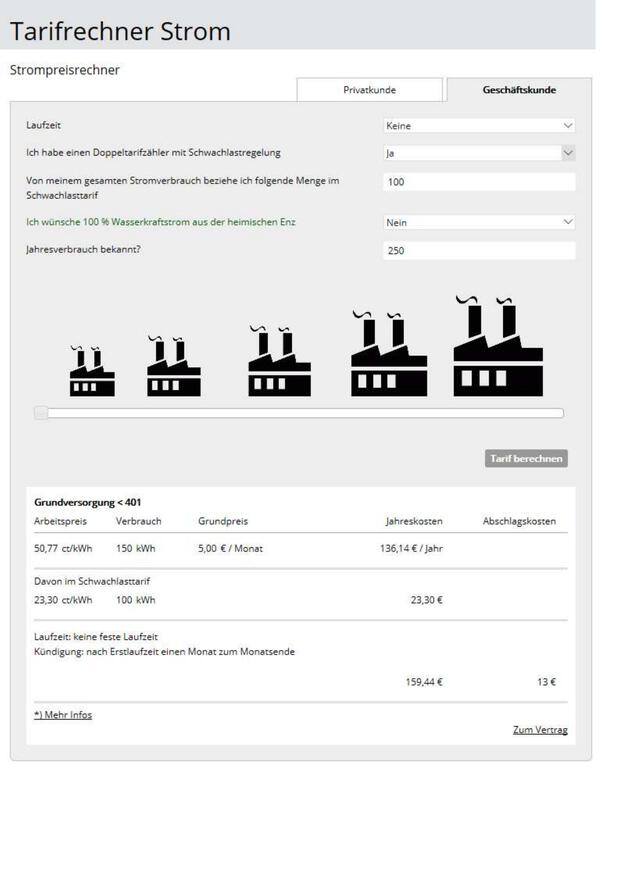 Tarifrechner Strom
Strompreisrechner
Privatkunde Geschäftskunde
Laufzeit Keine
Ich habe einen Doppeltarifzähler mit Schwachlastregelung Ja
Von meinem gesamten Stromverbrauch beziehe ich folgende Menge im 100
Schwachlasttarif
Ich wünsche 100 % Wasserkraftstrom aus der heimischen Enz Nein
Jahresverbrauch bekannt? 250
Tarif berechnen
Grundversorgung < 401
Arbeitspreis Verbrauch Grundpreis Jahreskosten Abschlagskosten
50,77 ct/kWh 150 kWh 5,00 € / Monat 136,14 € / Jahr
Davon im Schwachlasttarif
23,30 ct/kWh 100 kWh 23,30 €
Laufzeit: keine feste Laufzeit
Kündigung: nach Erstlaufzeit einen Monat zum Monatsende
159,44 € 13 €
*) Mehr Infos
Zum Vertrag